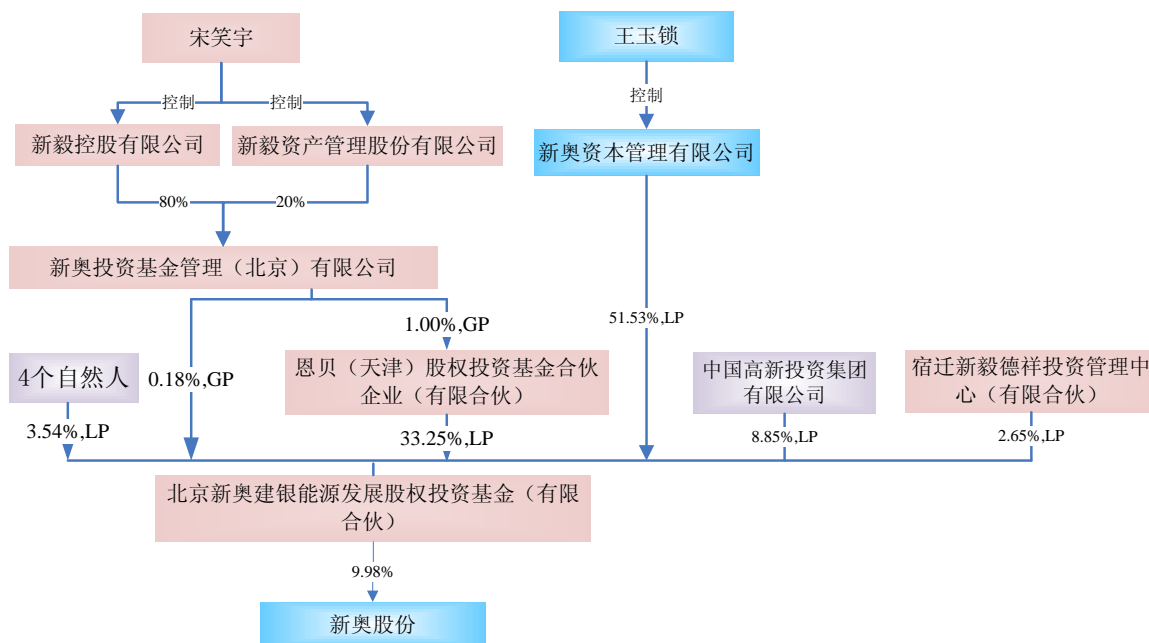 宋笑宇
王玉锁
控制
控制
控制
新毅控股有限公司
新毅资产管理股份有限公司
新奥资本管理有限公司
80%
20%
新奥投资基金管理（北京）有限公司
1.00%,GP
51.53%,LP
4个自然人
0.18%,GP
恩贝（天津）股权投资基金合伙
企业（有限合伙）
中国高新投资集团
有限公司
宿迁新毅德祥投资管理中
心（有限合伙）
3.54%,LP
33.25%,LP
8.85%,LP
2.65%,LP
北京新奥建银能源发展股权投资基金（有限
合伙）
9.98%
新奥股份